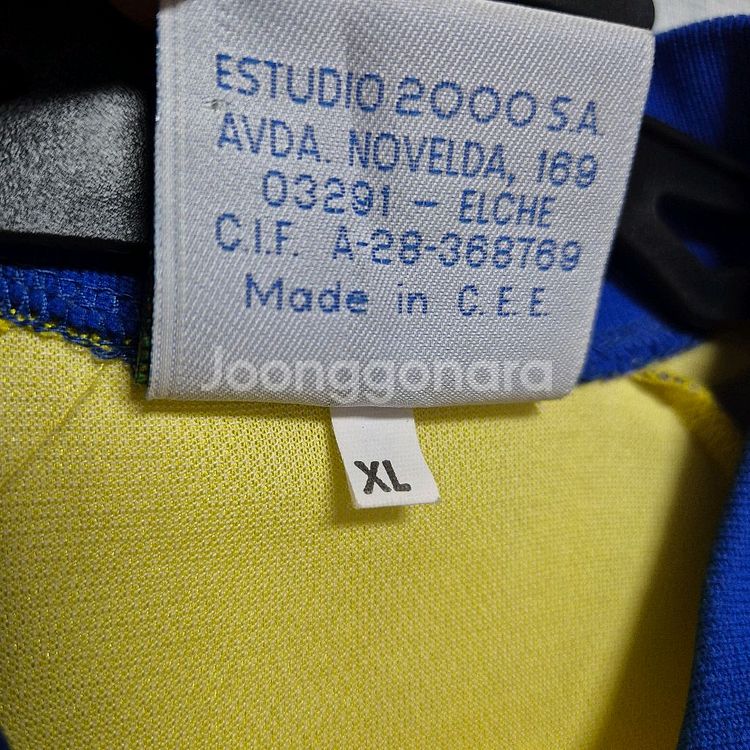 ESTUDIO 2000 S.A.
AVDA. NOVELDA, 169
03291 - ELCHE
C.I.F. A-28-368769
Made in C.E.E.
Joonggonara
XL